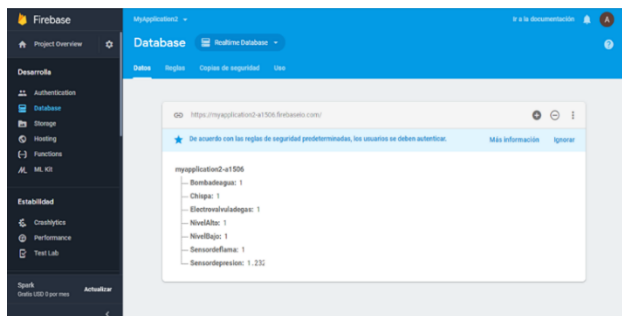 Firebase
Project Overview
Desarrolla
Authentication
Database
Storage
Hosting
Functions
ML Kit
Estabilidad
Crashlytics
Performance
Test Lab
Spark
Gratis USD 0 por mes
Actualizar
MyApplication2
Ir a la documentación
A
Database
Realtime Database
Datos Reglas Copias de seguridad Uso
https://myapplication2-a1506.firebaseio.com/
De acuerdo con las reglas de seguridad predeterminadas, los usuarios se deben autenticar.
Más información Ignorar
myapplication2-a1506
Bombadeagua: 1
Chispa: 1
Electrovalvuladegas: 1
NivelAlto: 1
NivelBajo: 1
Sensordeflama: 1
Sensordepresion: 1.232